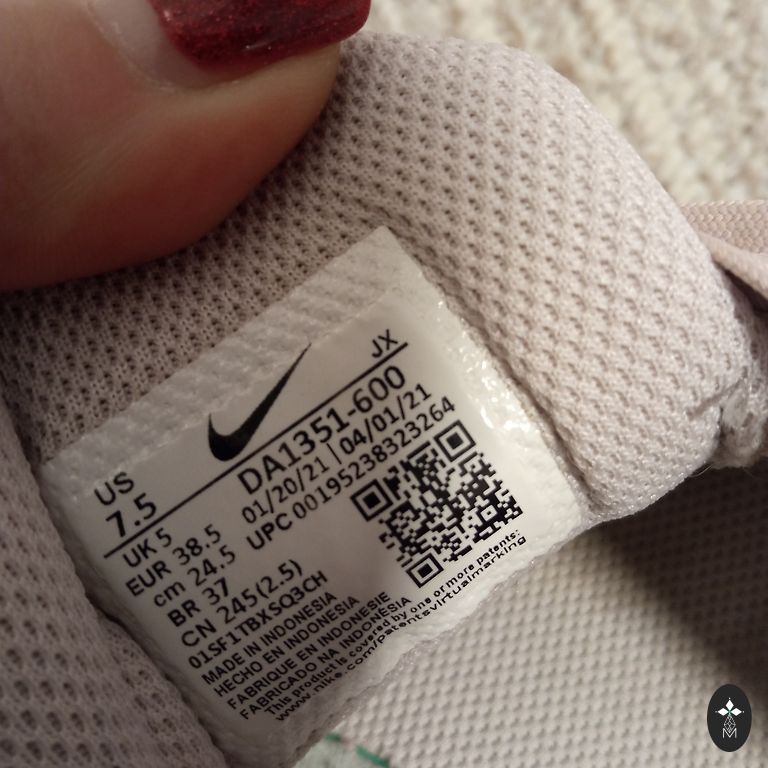 JX
US
7.5
DA1351-600
01/20/21 | 04/01/21
UPC 00195238323264
UK 5
EUR 38.5
cm 24.5
BR 37
CN 245(2.5)
01SF1TBXSQ3CH
MADE IN INDONESIA
HECHO EN INDONESIA
FABRIQUE EN INDONESIE
FABRICADO NA INDONÉSIA
This product is covered by one or more patents:
www.nike.com/patentsvirtualmarking
M